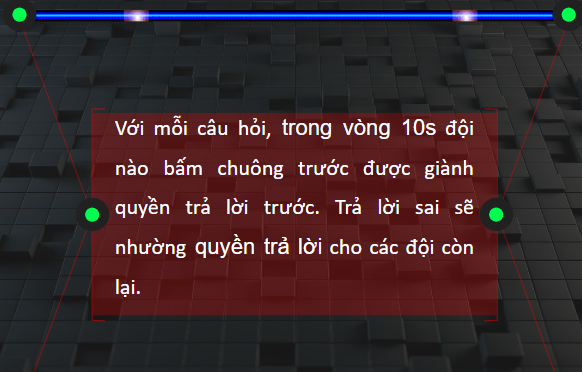 Với mỗi câu hỏi, trong vòng 10s đội
nào bấm chuông trước được giành
quyền trả lời trước. Trả lời sai sẽ
nhường quyền trả lời cho các đội còn
lại.